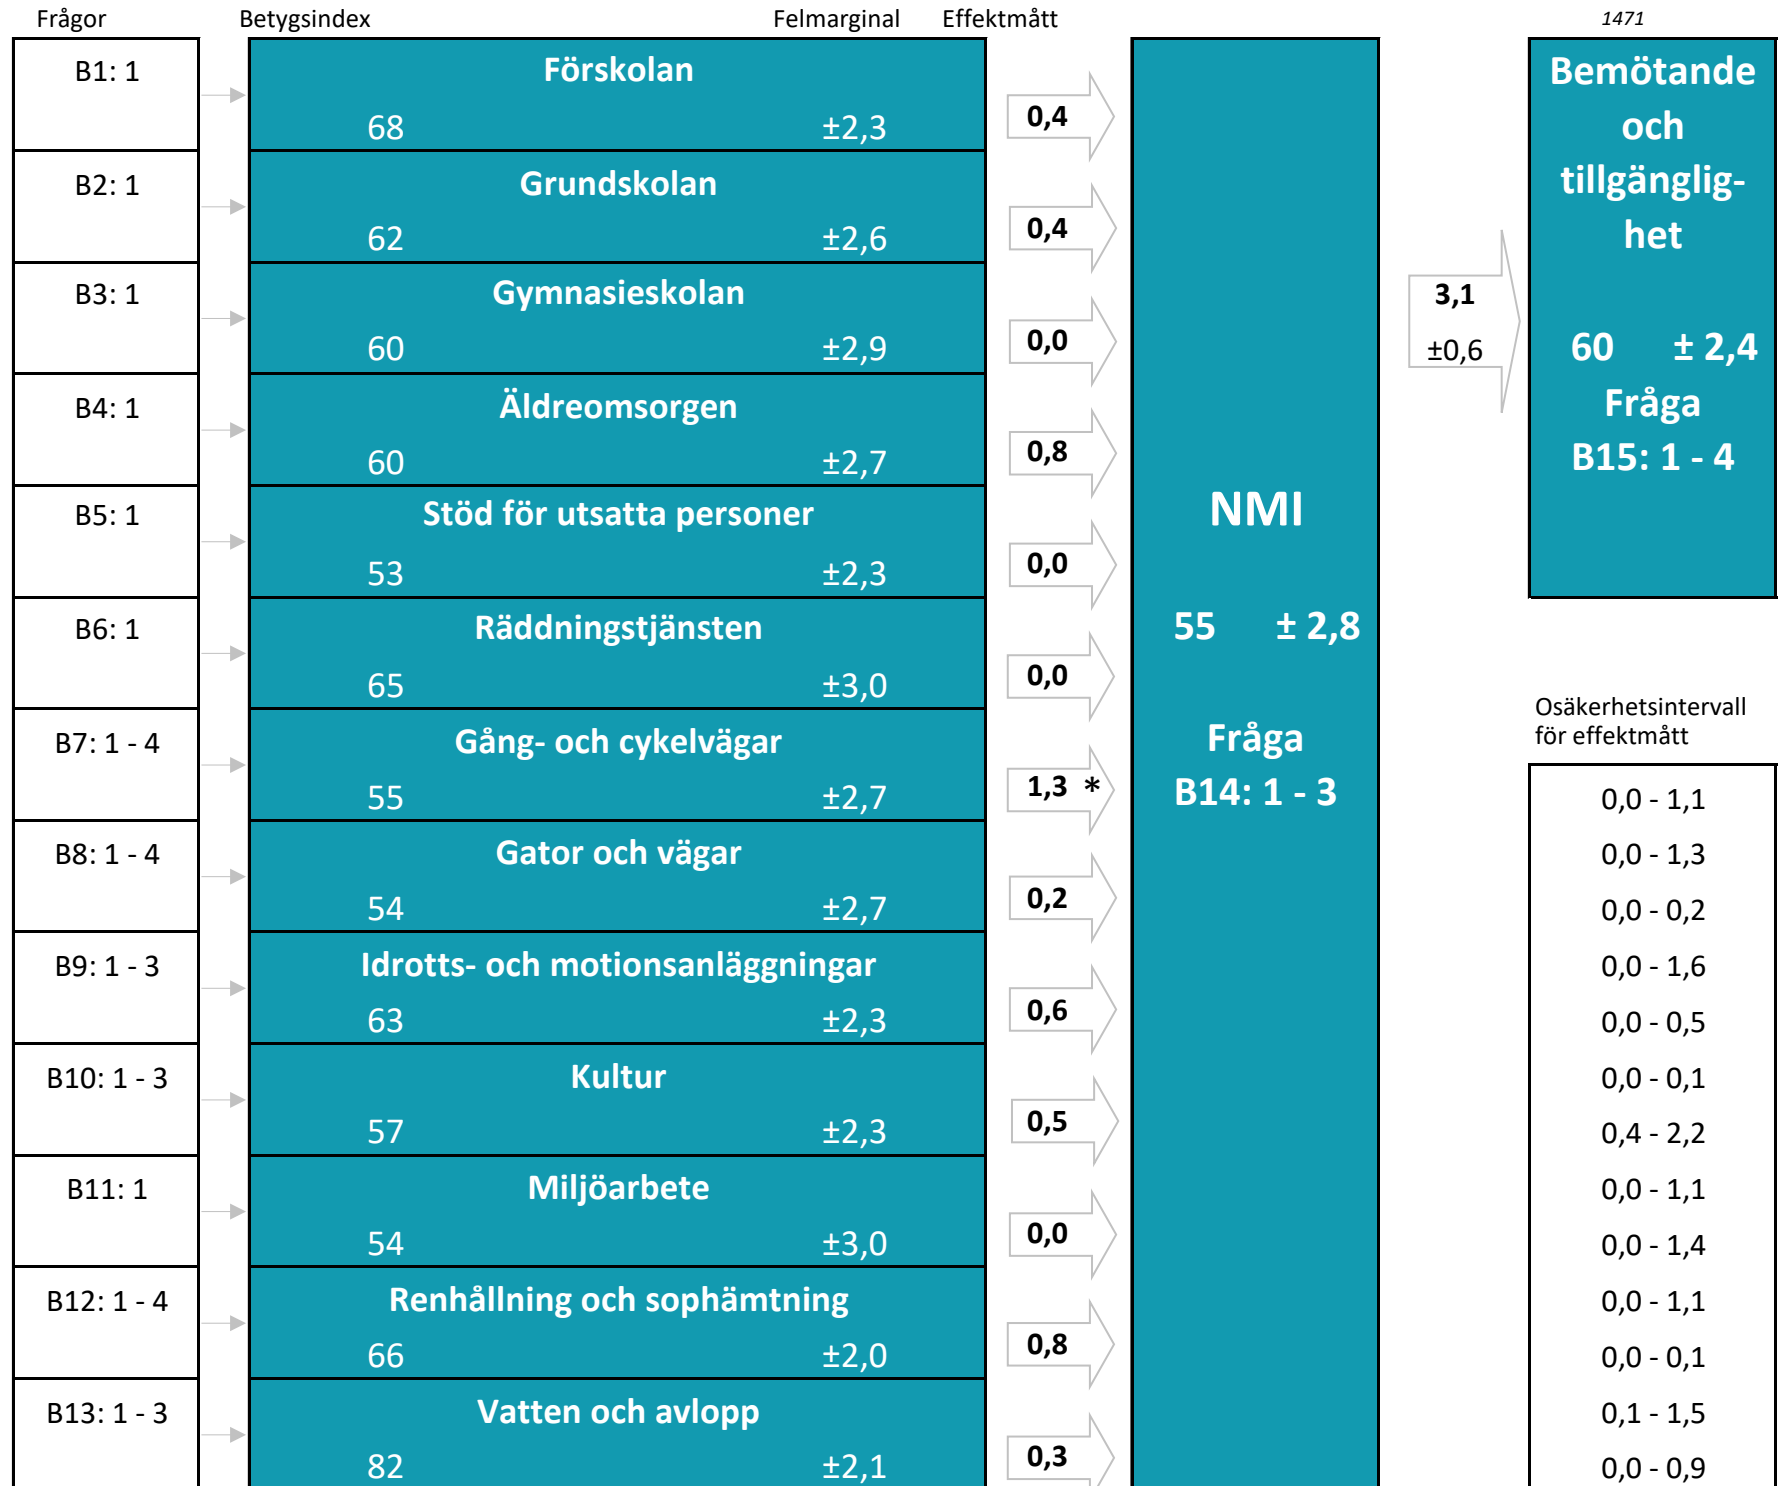 Frågor Betygsindex Felmarginal Effektmått 1471
B1: 1
Förskolan
68 ±2,3
0,4
B2: 1
Grundskolan
62 ±2,6
0,4
B3: 1
Gymnasieskolan
60 ±2,9
0,0
B4: 1
Äldreomsorgen
60 ±2,7
0,8
B5: 1
Stöd för utsatta personer
53 ±2,3
0,0
B6: 1
Räddningstjänsten
65 ±3,0
0,0
B7: 1 - 4
Gång- och cykelvägar
55 ±2,7
1,3 *
B8: 1 - 4
Gator och vägar
54 ±2,7
0,2
B9: 1 - 3
Idrotts- och motionsanläggningar
63 ±2,3
0,6
B10: 1 - 3
Kultur
57 ±2,3
0,5
B11: 1
Miljöarbete
54 ±3,0
0,0
B12: 1 - 4
Renhållning och sophämtning
66 ±2,0
0,8
B13: 1 - 3
Vatten och avlopp
82 ±2,1
0,3
NMI
55 ± 2,8
Fråga
B14: 1 - 3
3,1
±0,6
Bemötande
och
tillgänglig-
het
60 ± 2,4
Fråga
B15: 1 - 4
Osäkerhetsintervall
för effektmått
0,0 - 1,1
0,0 - 1,3
0,0 - 0,2
0,0 - 1,6
0,0 - 0,5
0,0 - 0,1
0,4 - 2,2
0,0 - 1,1
0,0 - 1,4
0,0 - 1,1
0,0 - 0,1
0,1 - 1,5
0,0 - 0,9